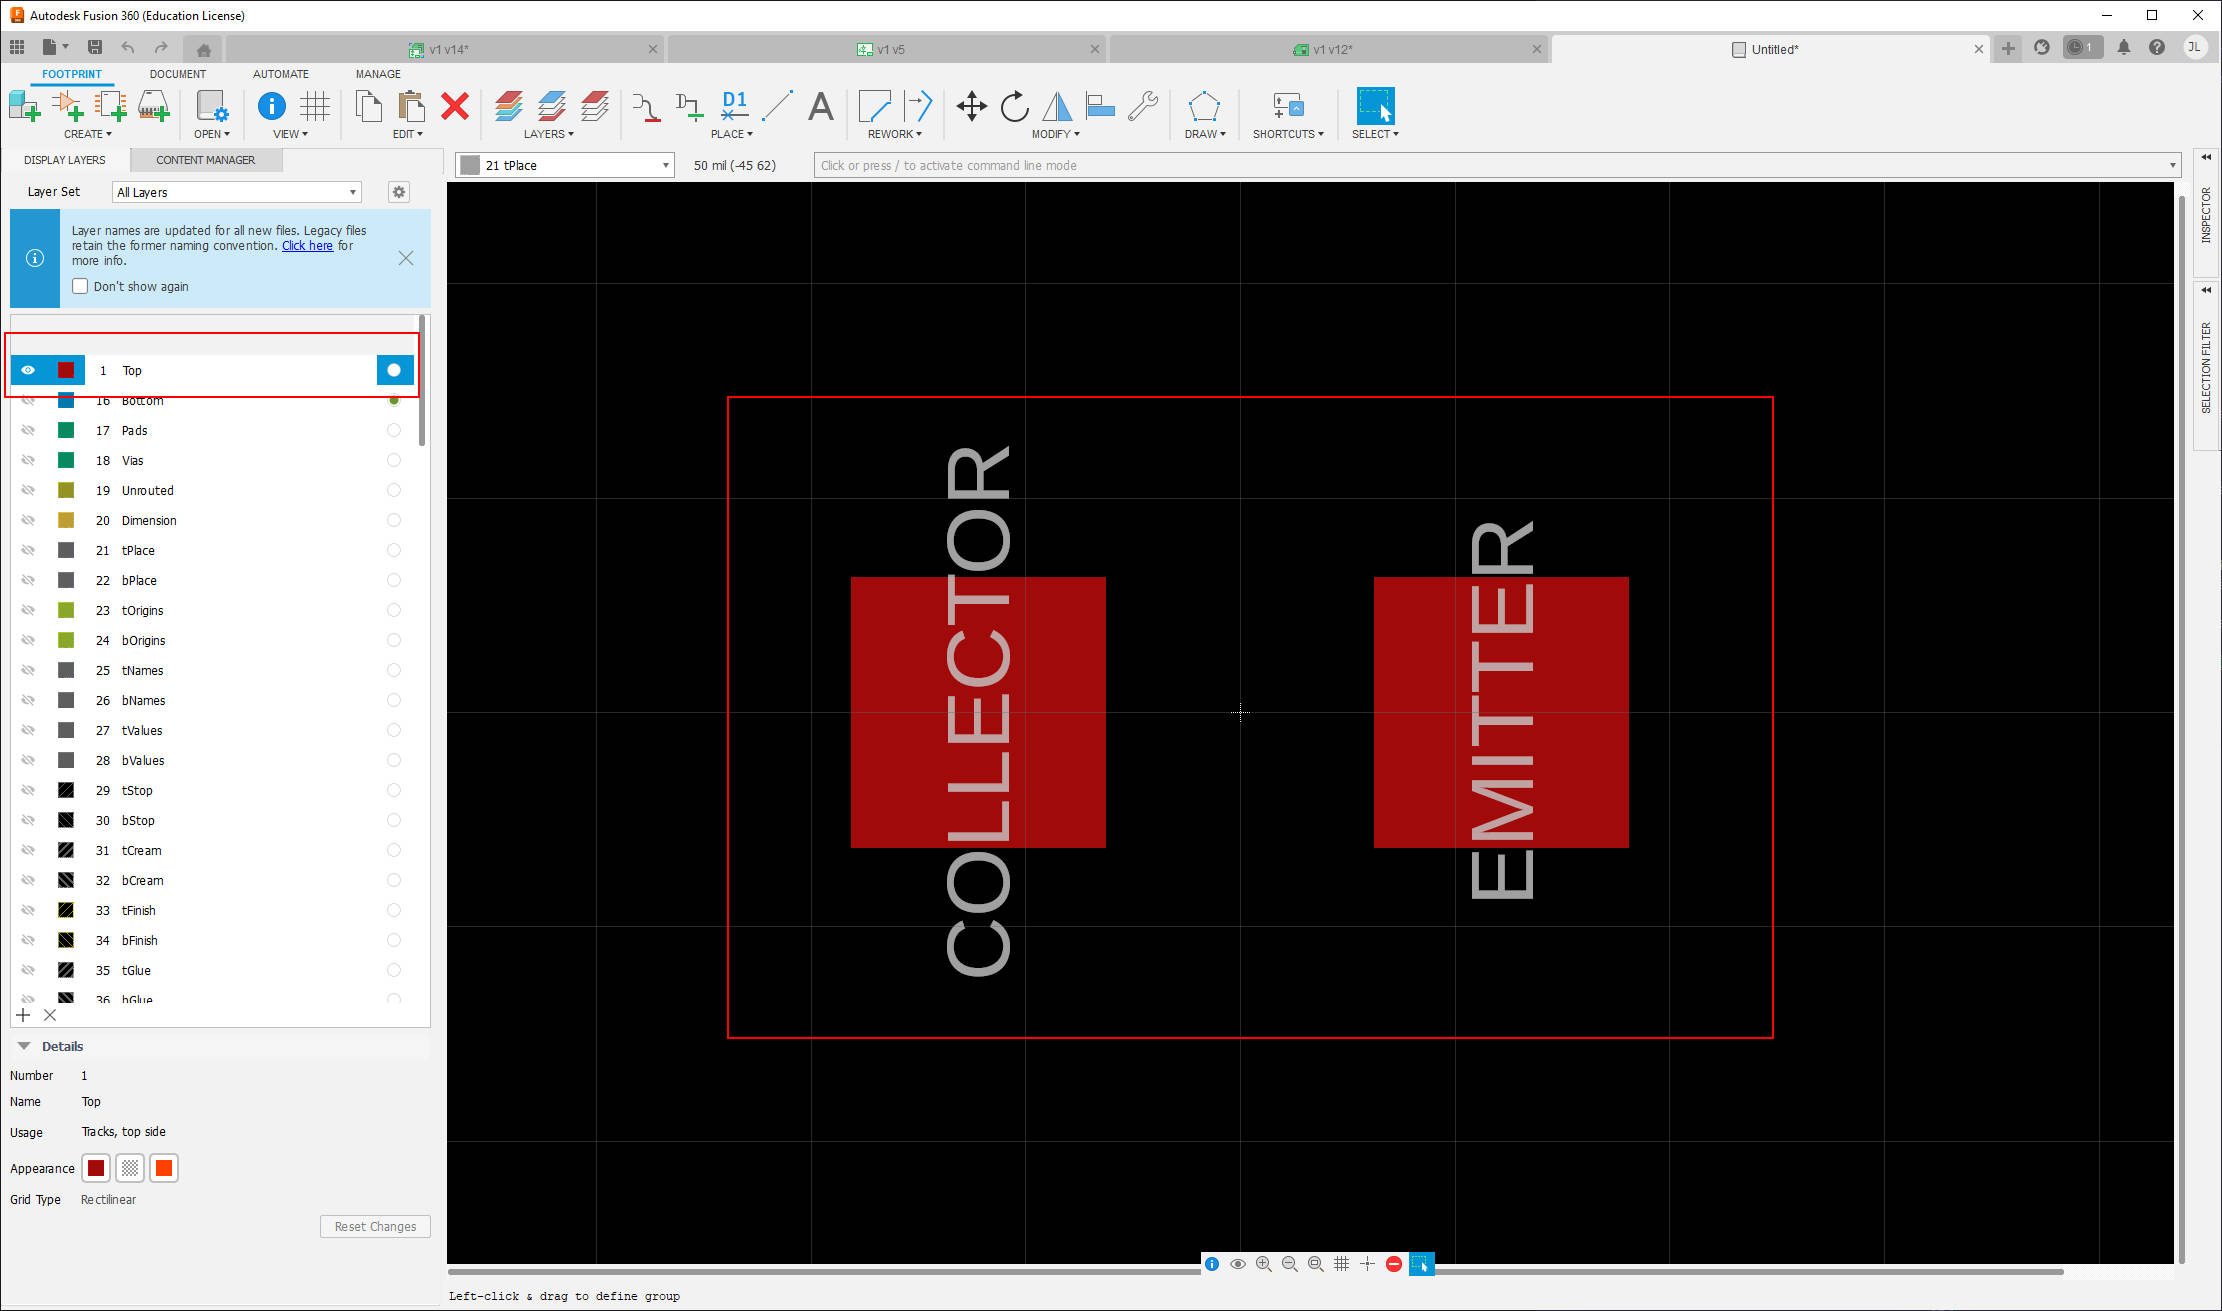 Autodesk Fusion 360 (Education License)
v1 v14*
v1 v5
v1 v12*
Untitled*
1
JL
FOOTPRINT
DOCUMENT
AUTOMATE
MANAGE
D1
A
CREATE
OPEN
VIEW
EDIT
LAYERS
PLACE
REWORK
MODIFY
DRAW
SHORTCUTS
SELECT
DISPLAY LAYERS
CONTENT MANAGER
21 tPlace
50 mil (-45 62)
Click or press / to activate command line mode
Layer Set
All Layers
Layer names are updated for all new files. Legacy files
retain the former naming convention. Click here for
more info.
Don't show again
1 Top
16 Bottom
17 Pads
18 Vias
19 Unrouted
20 Dimension
21 tPlace
22 bPlace
23 tOrigins
24 bOrigins
25 tNames
26 bNames
27 tValues
28 bValues
29 tStop
30 bStop
31 tCream
32 bCream
33 tFinish
34 bFinish
35 tGlue
36 bGlue
Details
Number 1
Name Top
Usage Tracks, top side
Appearance
Grid Type Rectilinear
Reset Changes
COLLECTOR
EMITTER
INSPECTOR
SELECTION FILTER
Left-click & drag to define group